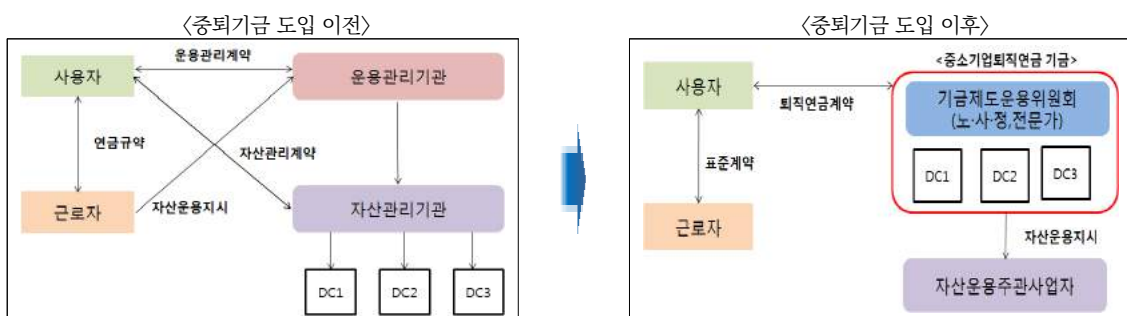 〈중퇴기금 도입 이전〉
운용관리계약
사용자
운용관리기관
연금규약
자산관리계약
근로자
자산운용지시
자산관리기관
DC1
DC2
DC3
〈중퇴기금 도입 이후〉
<중소기업퇴직연금 기금>
사용자
퇴직연금계약
기금제도운용위원회
(노·사·정,전문가)
표준계약
DC1
DC2
DC3
근로자
자산운용지시
자산운용주관사업자